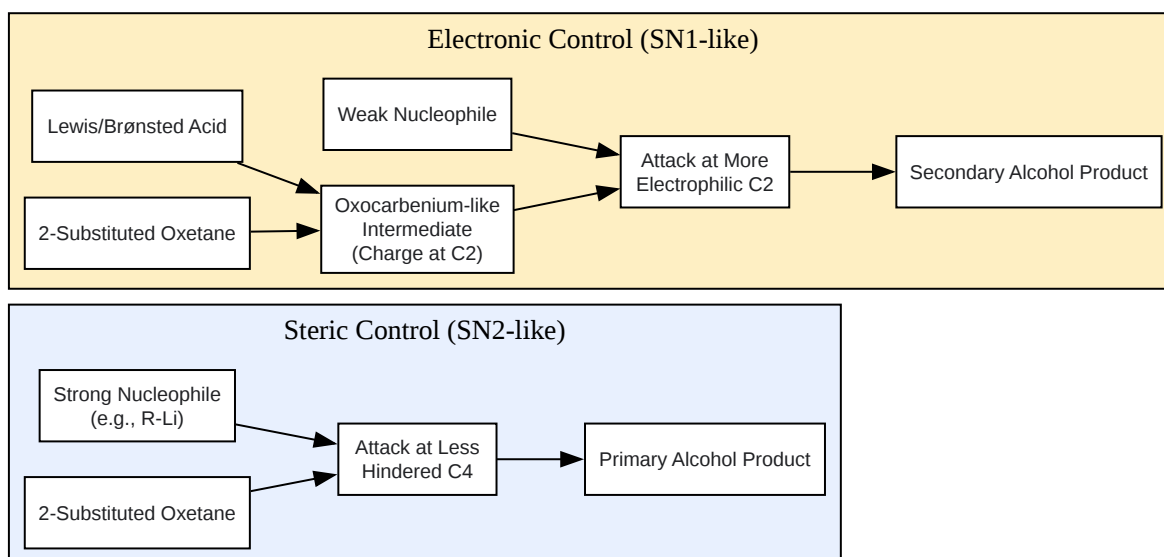 Electronic Control (SN1-like)
Lewis/Brønsted Acid
2-Substituted Oxetane
Weak Nucleophile
Oxocarbenium-like
Intermediate
(Charge at C2)
Attack at More
Electrophilic C2
Secondary Alcohol Product
Steric Control (SN2-like)
Strong Nucleophile
(e.g., R-Li)
2-Substituted Oxetane
Attack at Less
Hindered C4
Primary Alcohol Product